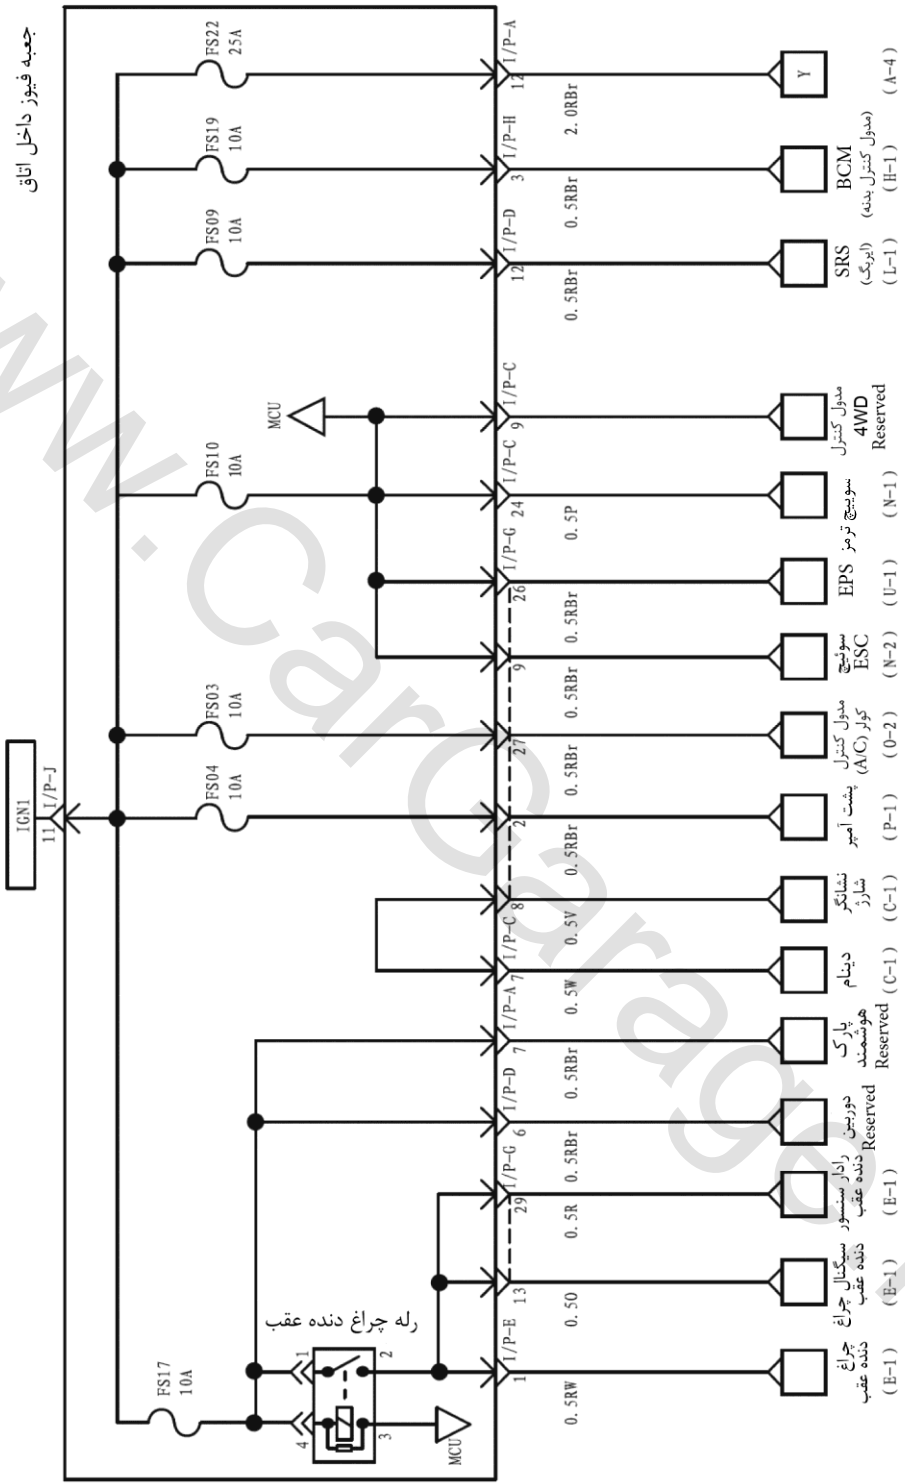 جعبه فیوز داخل اتاق
IGN1
11 I/P-J
FS22
25A
12 I/P-A
2.0RBr
Y
(A-4)
FS19
10A
3 I/P-H
0.5RBr
BCM
(مدول کنترل بدنه)
(H-1)
FS09
10A
12 I/P-D
0.5RBr
SRS
(ایربگ)
(L-1)
MCU
9 I/P-C
مدول کنترل
4WD
Reserved
FS10
10A
24 I/P-C
0.5P
سوییچ ترمز
(N-1)
26 I/P-G
0.5RBr
EPS
(U-1)
9
0.5RBr
سوئیچ
ESC
(N-2)
FS03
10A
27
0.5RBr
مدول کنترل
کولر (A/C)
(O-2)
FS04
10A
2
0.5RBr
پشت آمپر
(P-1)
8
0.5V
نشانگر
شارژ
(C-1)
7 I/P-C
0.5W
دینام
(C-1)
7 I/P-A
0.5RBr
پارک
هوشمند
Reserved
6 I/P-D
0.5RBr
دوربین
Reserved
29 I/P-G
0.5R
رادار سنسور
دنده عقب
(E-1)
13
0.5O
سیگنال چراغ
دنده عقب
(E-1)
1 I/P-E
0.5RW
چراغ
دنده عقب
(E-1)
رله چراغ دنده عقب
FS17
10A
1
2
4
3
MCU
www.CarGarage.